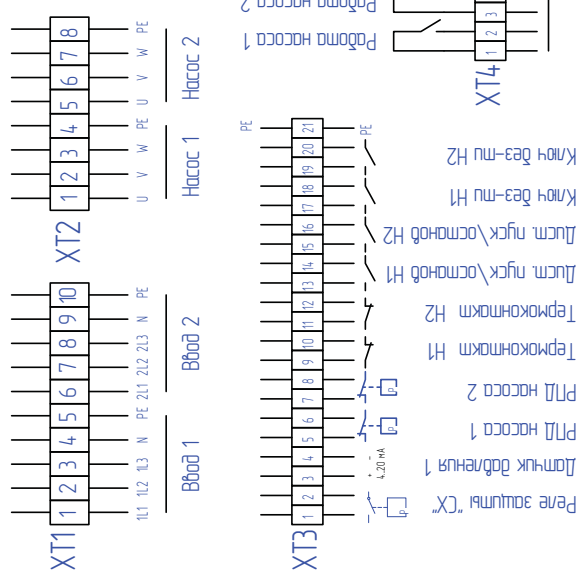 XT2
1 2 3 4 5 6 7 8
U V W PE U V W PE
Насос 1
Насос 2
XT1
1 2 3 4 5 6 7 8 9 10
1L1 1L2 1L3 N PE 2L1 2L2 2L3 N PE
Ввод 1
Ввод 2
XT3
1 2 3 4 5 6 7 8 9 10 11 12 13 14 15 16 17 18 19 20 21
PE
PE
P
+ -
4..20 мА
P
P
Реле защиты "СХ"
Датчик давления 1
РПД насоса 1
РПД насоса 2
Термоконтакт Н1
Термоконтакт Н2
Дист. пуск\останов Н1
Дист. пуск\останов Н2
Ключ без-ти Н1
Ключ без-ти Н2
XT4
1 2 3
Работа насоса 1
Работа насоса 2